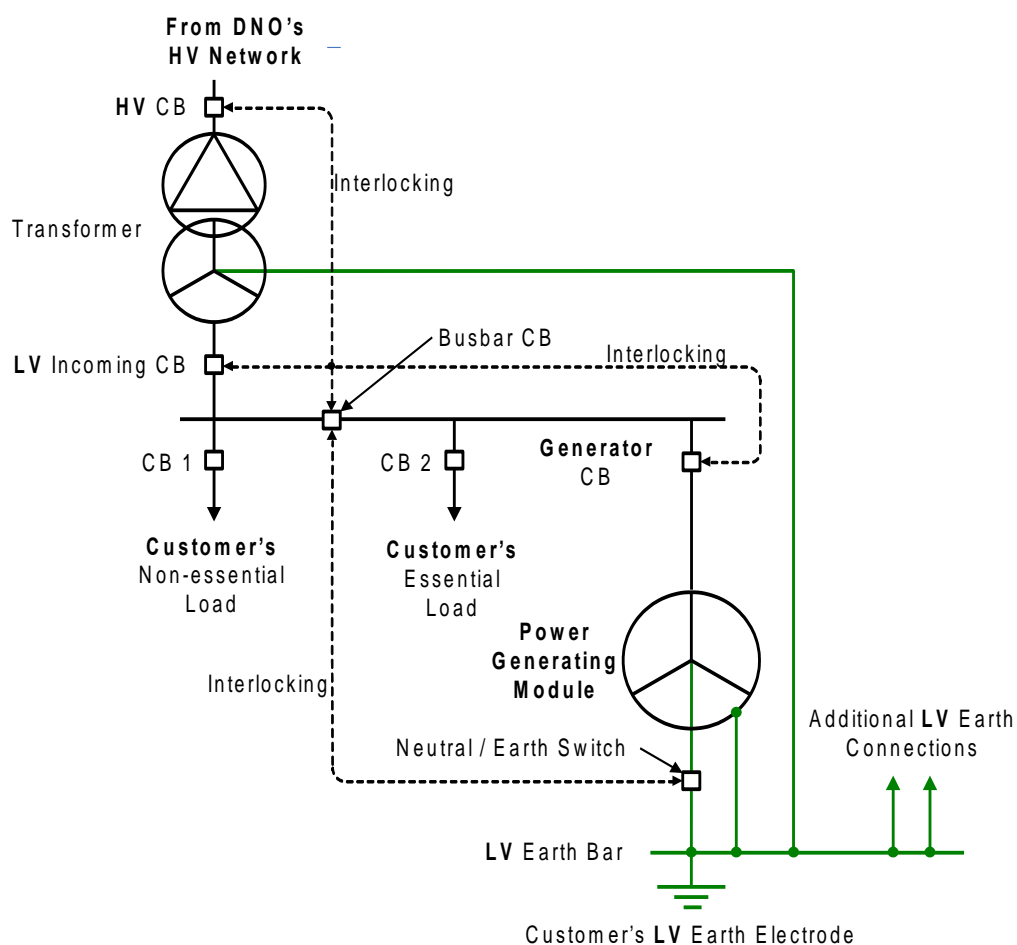 From DNO's
HV Network
HV CB
Interlocking
Transformer
Busbar CB
LV Incoming CB
Interlocking
CB 1
CB 2
Generator
CB
Customer's
Non-essential
Load
Customer's
Essential
Load
Power
Generating
Module
Interlocking
Additional LV Earth
Connections
Neutral / Earth Switch
LV Earth Bar
Customer's LV Earth Electrode